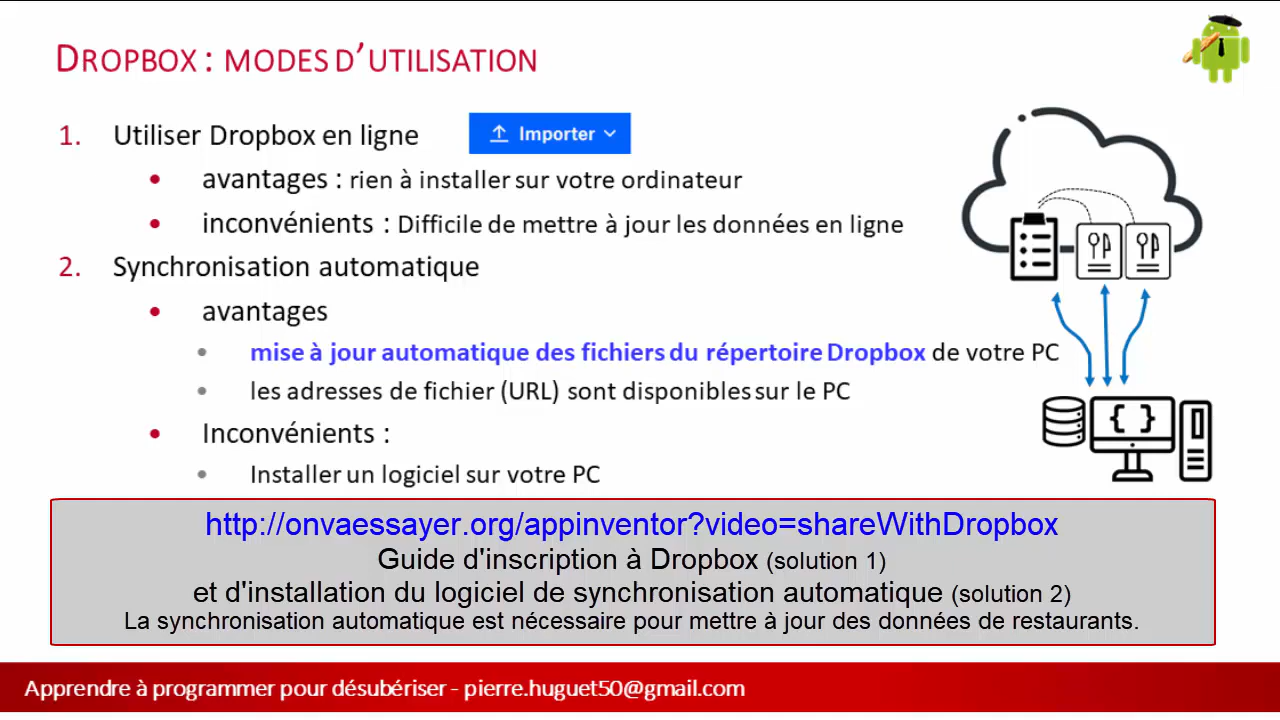 DROPBOX : MODES D'UTILISATION
1. Utiliser Dropbox en ligne
Importer
• avantages : rien à installer sur votre ordinateur
• inconvénients : Difficile de mettre à jour les données en ligne
2. Synchronisation automatique
• avantages
• mise à jour automatique des fichiers du répertoire Dropbox de votre PC
• les adresses de fichier (URL) sont disponibles sur le PC
• Inconvénients :
• Installer un logiciel sur votre PC
{ }
http://onvaessayer.org/appinventor?video=shareWithDropbox
Guide d'inscription à Dropbox (solution 1)
et d'installation du logiciel de synchronisation automatique (solution 2)
La synchronisation automatique est nécessaire pour mettre à jour des données de restaurants.
Apprendre à programmer pour désubériser - pierre.huguet50@gmail.com